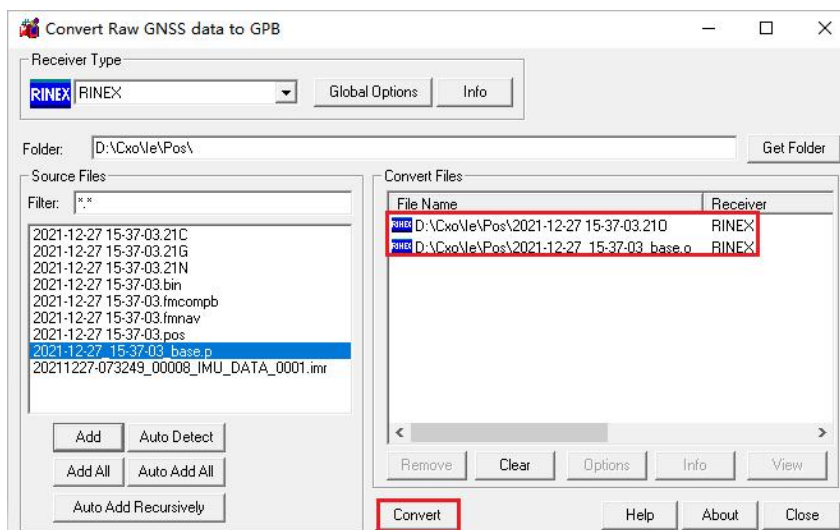 Convert Raw GNSS data to GPB
Receiver Type
RINEX RINEX Global Options Info
Folder: D:\Cxo\Ie\Pos\ Get Folder
Source Files
Filter: *.*
2021-12-27 15-37-03.21C
2021-12-27 15-37-03.21G
2021-12-27 15-37-03.21N
2021-12-27 15-37-03.bin
2021-12-27 15-37-03.fmcompb
2021-12-27 15-37-03.fmnav
2021-12-27 15-37-03.pos
2021-12-27_15-37-03_base.p
20211227-073249_00008_IMU_DATA_0001.imr
Add Auto Detect
Add All Auto Add All
Auto Add Recursively
Convert Files
File Name Receiver
RINEX D:\Cxo\Ie\Pos\2021-12-27 15-37-03.21O RINEX
RINEX D:\Cxo\Ie\Pos\2021-12-27_15-37-03_base.o RINEX
Remove Clear Options Info View
Convert Help About Close